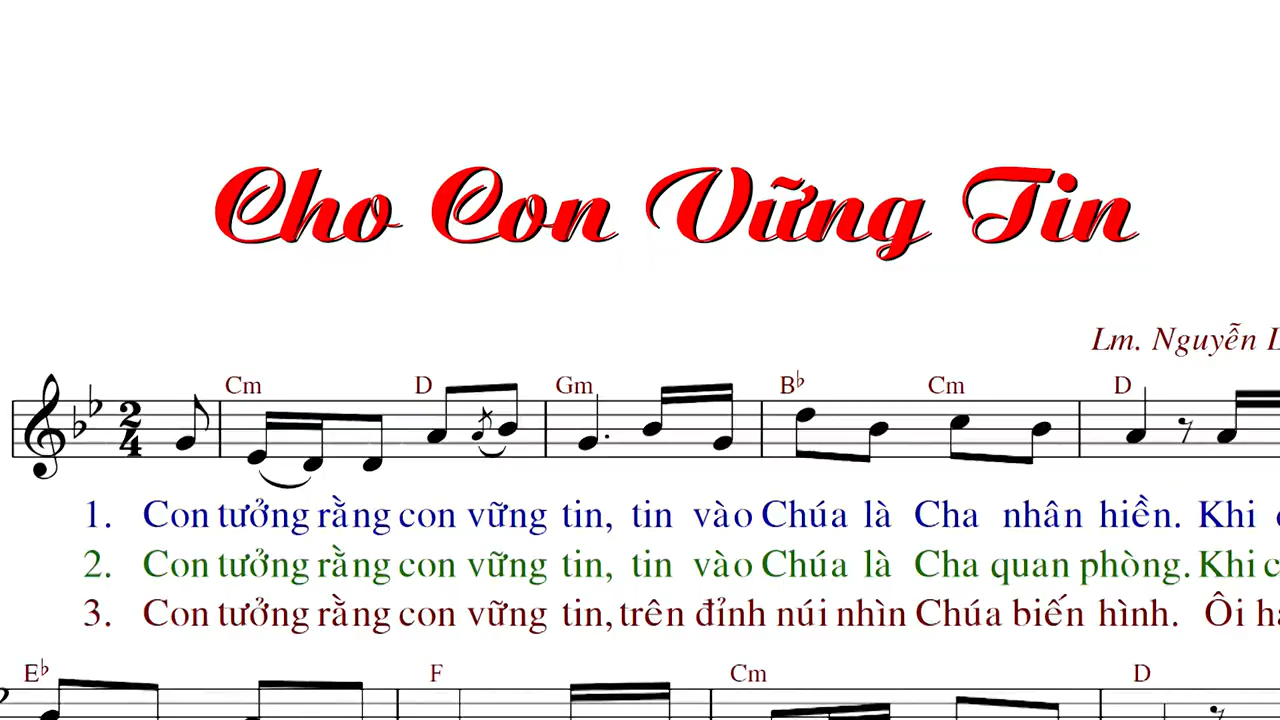 Cho Con Vững Tin
Lm. Nguyễn
Cm D Gm B♭ Cm D
2
4
1. Con tưởng rằng con vững tin, tin vào Chúa là Cha nhân hiền. Khi
2. Con tưởng rằng con vững tin, tin vào Chúa là Cha quan phòng. Khi
3. Con tưởng rằng con vững tin, trên đỉnh núi nhìn Chúa biến hình. Ôi
E♭ F Cm D